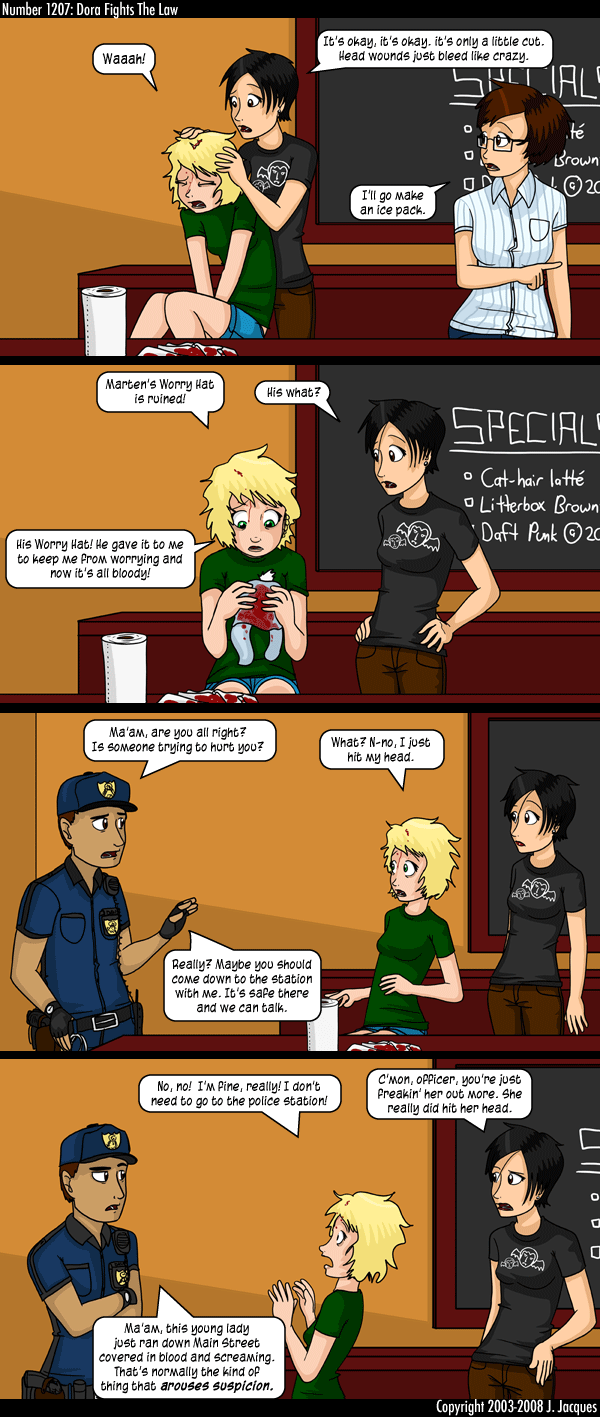 Number 1207: Dora Fights The Law
Waaah!
It's okay, it's okay. it's only a little cut.
Head wounds just bleed like crazy.
SPECIALS
té
Brown
20
I'll go make
an ice pack.
Marten's Worry Hat
is ruined!
His what?
SPECIALS
Cat-hair latté
Litterbox Brown
Daft Punk @ 20
His Worry Hat! He gave it to me
to keep me from worrying and
now it's all bloody!
Ma'am, are you all right?
Is someone trying to hurt you?
What? N-no, I just
hit my head.
Really? Maybe you should
come down to the station
with me. It's safe there
and we can talk.
No, no! I'm fine, really! I don't
need to go to the police station!
C'mon, officer, you're just
freakin' her out more. She
really did hit her head.
Ma'am, this young lady
just ran down Main Street
covered in blood and screaming.
That's normally the kind of
thing that arouses suspicion.
Copyright 2003-2008 J. Jacques